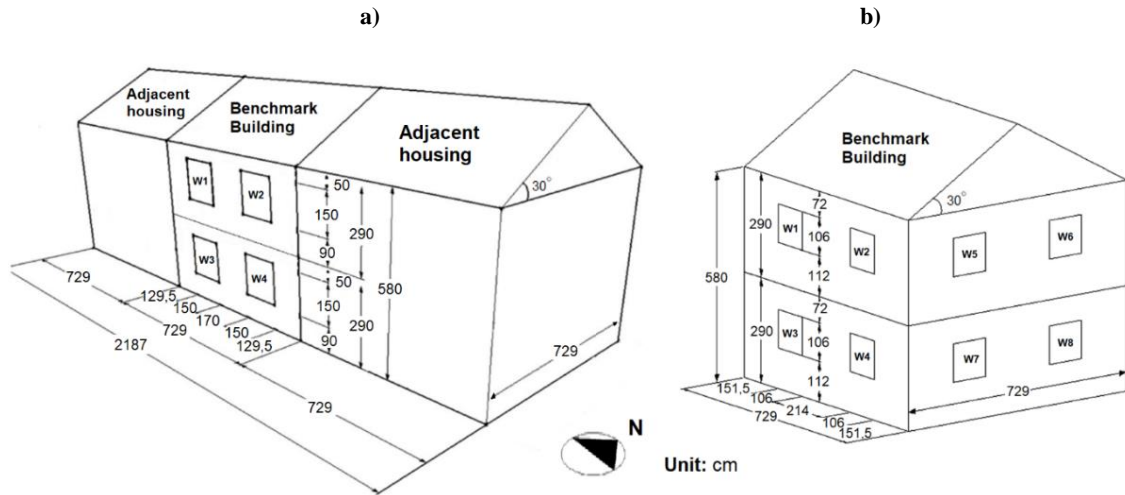 a)
Adjacent
housing
Benchmark
Building
Adjacent
housing
W1
W2
W3
W4
30°
50
150
90
50
150
90
290
290
580
729
129,5
150
170
150
129,5
729
729
2187
729
N
Unit: cm
b)
Benchmark
Building
30°
W1
W2
W3
W4
W5
W6
W7
W8
72
106
112
72
106
112
290
290
580
151,5
106
214
106
151,5
729
729